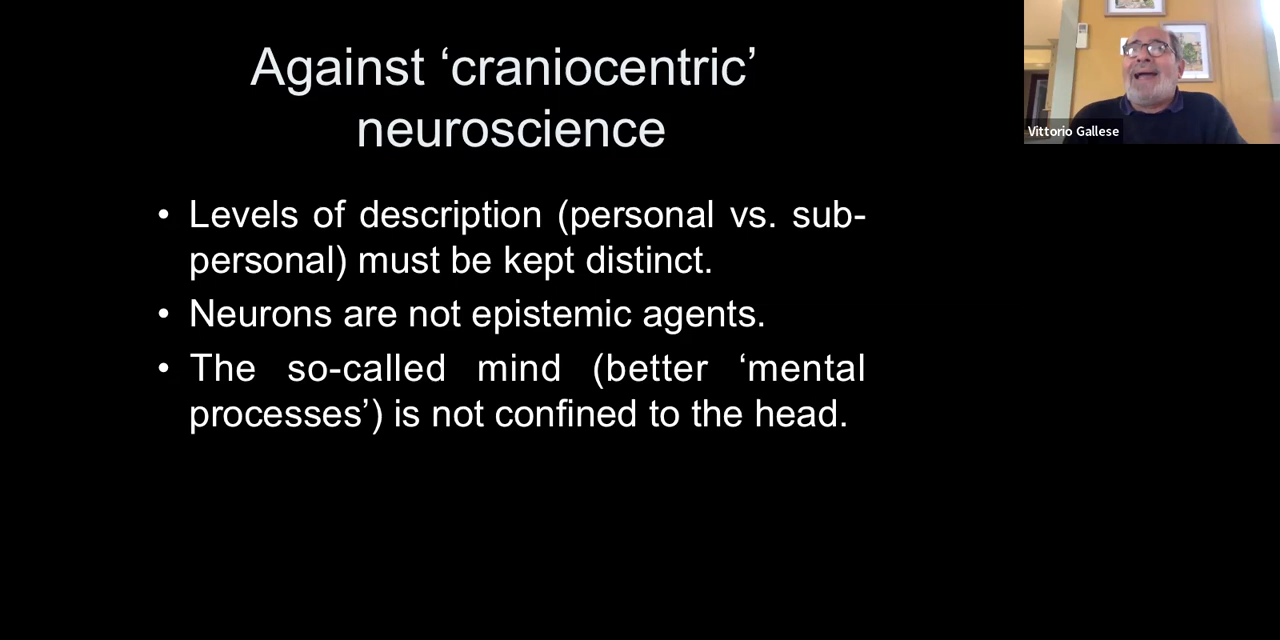 Against ‘craniocentric’
neuroscience
• Levels of description (personal vs. sub-
personal) must be kept distinct.
• Neurons are not epistemic agents.
• The so-called mind (better ‘mental
processes’) is not confined to the head.
Vittorio Gallese